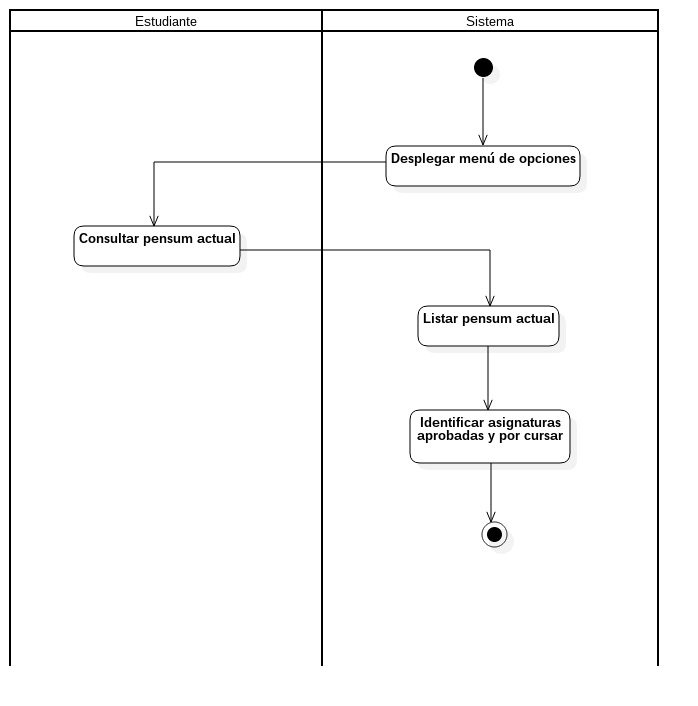 Estudiante
Sistema
Desplegar menú de opciones
Consultar pensum actual
Listar pensum actual
Identificar asignaturas
aprobadas y por cursar